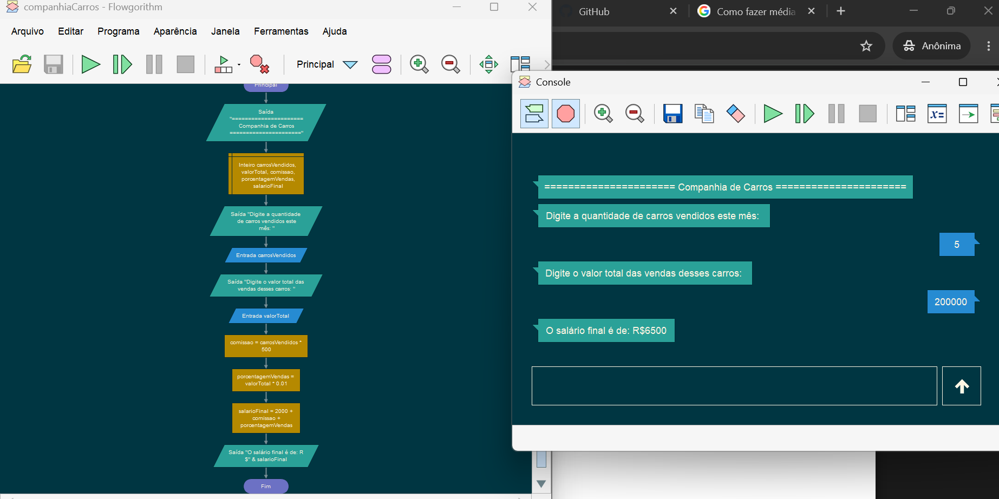 companhiaCarros - Flowgorithm
Arquivo Editar Programa Aparência Janela Ferramentas Ajuda
Principal
Principal
Saída
"======================
Companhia de Carros
======================"
Inteiro carrosVendidos,
valorTotal, comissao,
porcentagemVendas,
salarioFinal
Saída "Digite a quantidade
de carros vendidos este
mês: "
Entrada carrosVendidos
Saída "Digite o valor total das
vendas desses carros: "
Entrada valorTotal
comissao = carrosVendidos *
500
porcentagemVendas =
valorTotal * 0.01
salarioFinal = 2000 +
comissao +
porcentagemVendas
Saída "O salário final é de: R
$" & salarioFinal
Fim
GitHub
Como fazer média
Anônima
Console
x=
====================== Companhia de Carros ======================
Digite a quantidade de carros vendidos este mês:
5
Digite o valor total das vendas desses carros:
200000
O salário final é de: R$6500